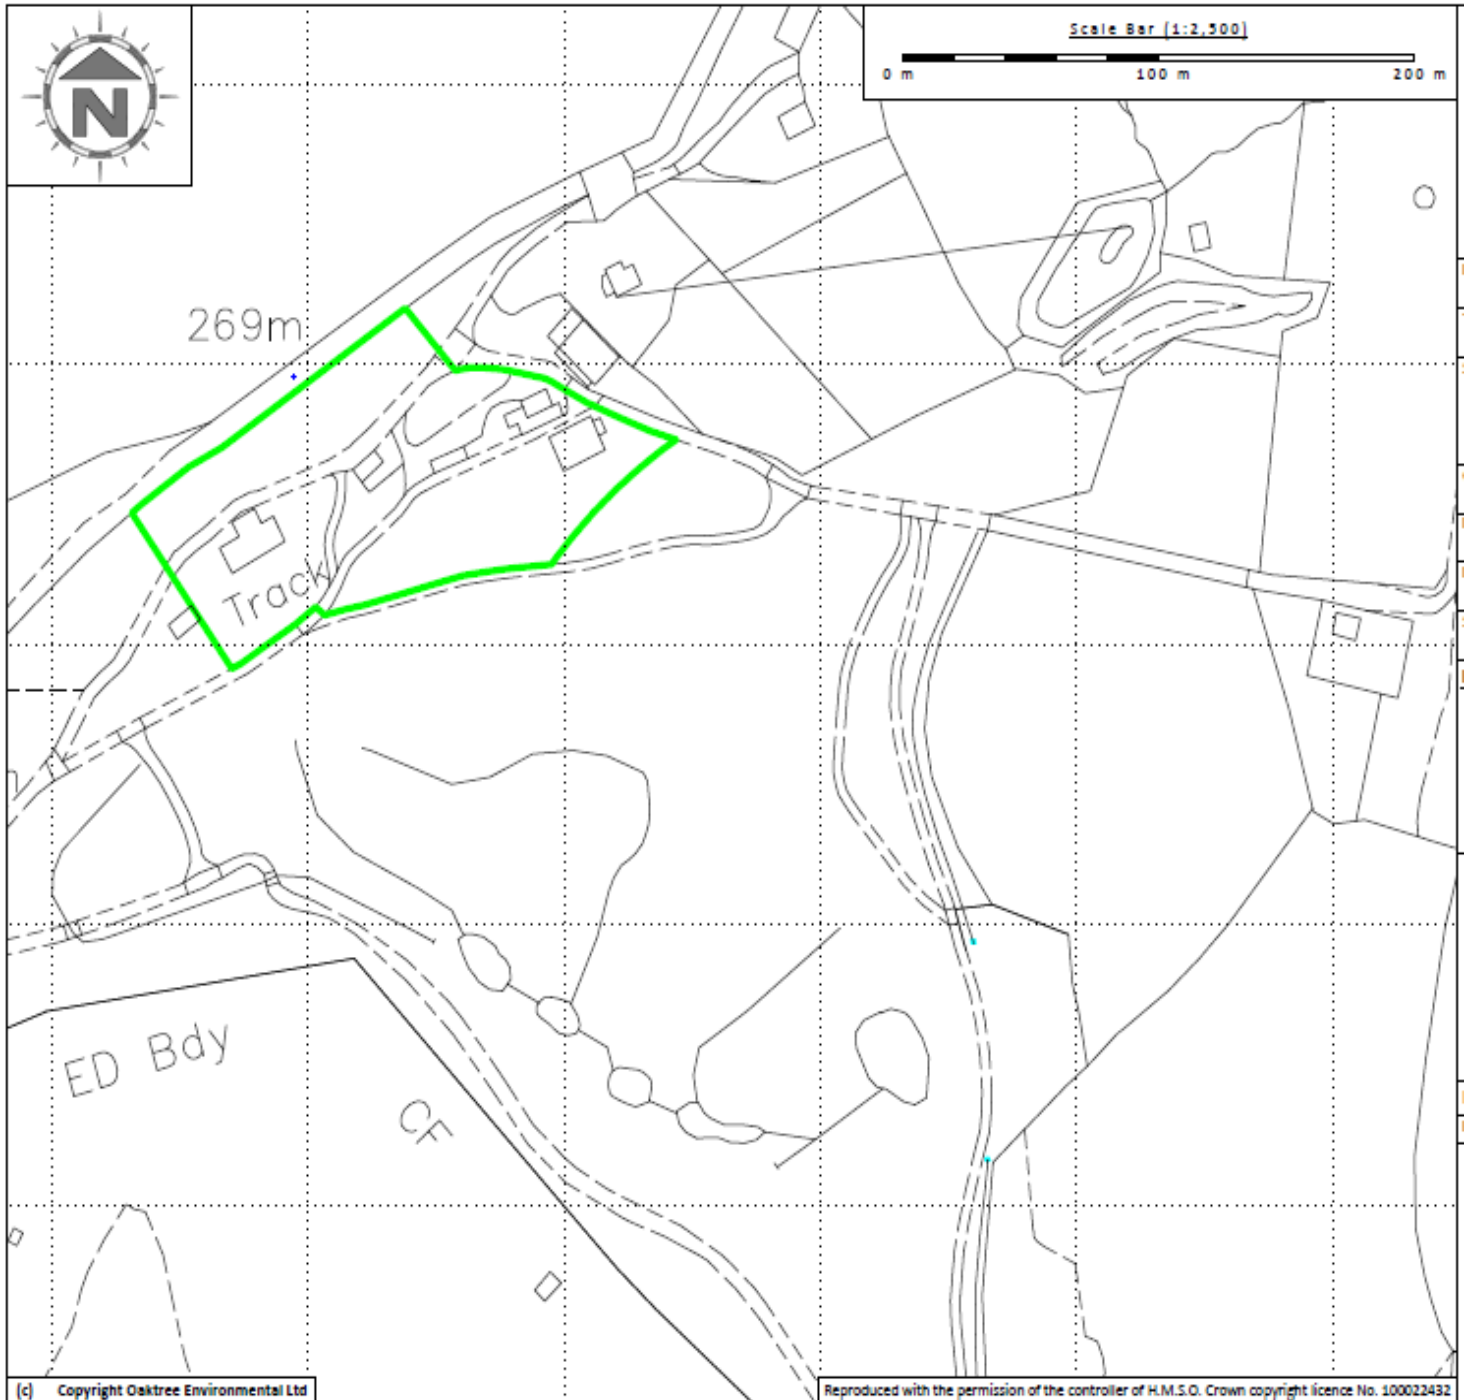 N
Scale Bar (1:2,500)
0 m 100 m 200 m
269m
Track
ED Bdy
CF
(c) Copyright Oaktree Environmental Ltd
Reproduced with the permission of the controller of H.M.S.O. Crown copyright licence No. 100022432